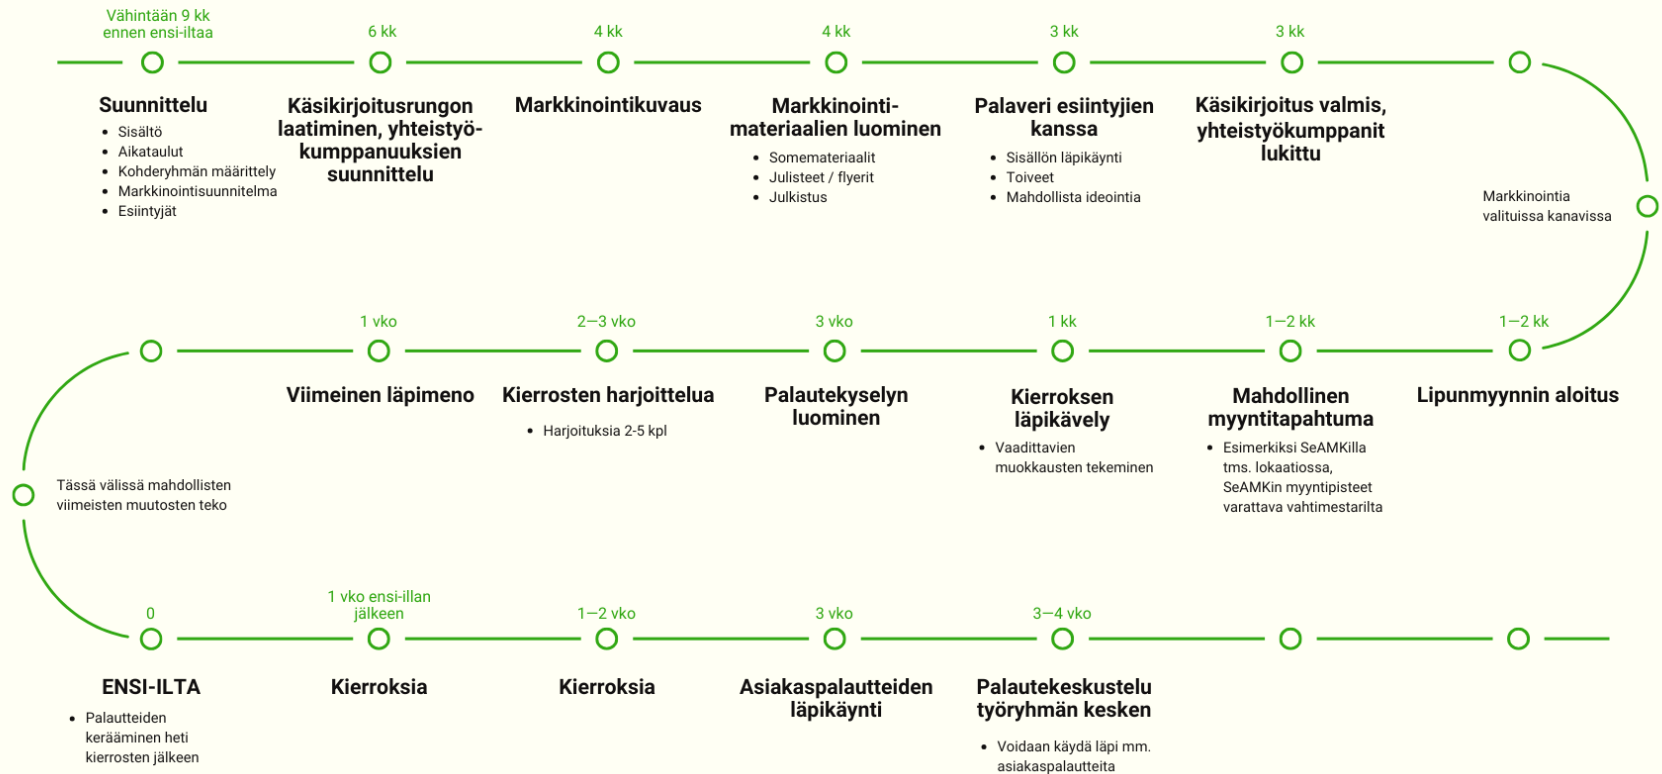 Vähintään 9 kk
ennen ensi-iltaa
Suunnittelu
• Sisältö
• Aikataulut
• Kohderyhmän määrittely
• Markkinointisuunnitelma
• Esiintyjät
6 kk
Käsikirjoitusrungon
laatiminen, yhteistyö-
kumppanuuksien
suunnittelu
4 kk
Markkinointikuvaus
4 kk
Markkinointi-
materiaalien luominen
• Somemateriaalit
• Julisteet / flyerit
• Julkistus
3 kk
Palaveri esiintyjien
kanssa
• Sisällön läpikäynti
• Toiveet
• Mahdollista ideointia
3 kk
Käsikirjoitus valmis,
yhteistyökumppanit
lukittu
Markkinointia
valituissa kanavissa
1—2 kk
Lipunmyynnin aloitus
1—2 kk
Mahdollinen
myyntitapahtuma
• Esimerkiksi SeAMKilla
tms. lokaatiossa,
SeAMKin myyntipisteet
varattava vahtimestarilta
1 kk
Kierroksen
läpikävely
• Vaadittavien
muokkausten tekeminen
3 vko
Palautekyselyn
luominen
2—3 vko
Kierrosten harjoittelua
• Harjoituksia 2-5 kpl
1 vko
Viimeinen läpimeno
Tässä välissä mahdollisten
viimeisten muutosten teko
0
ENSI-ILTA
• Palautteiden
kerääminen heti
kierrosten jälkeen
1 vko ensi-illan
jälkeen
Kierroksia
1—2 vko
Kierroksia
3 vko
Asiakaspalautteiden
läpikäynti
3—4 vko
Palautekeskustelu
työryhmän kesken
• Voidaan käydä läpi mm.
asiakaspalautteita